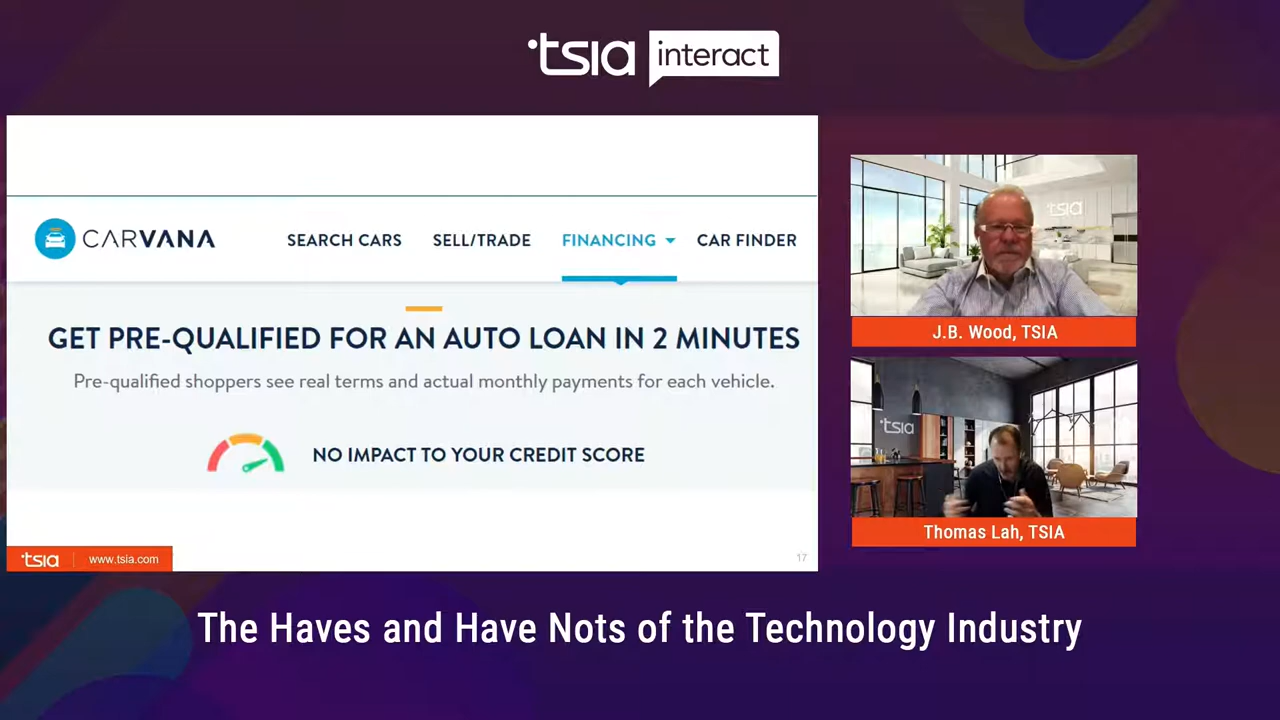 tsia interact
CARVANA
SEARCH CARS SELL/TRADE FINANCING CAR FINDER
GET PRE-QUALIFIED FOR AN AUTO LOAN IN 2 MINUTES
Pre-qualified shoppers see real terms and actual monthly payments for each vehicle.
NO IMPACT TO YOUR CREDIT SCORE
tsia www.tsia.com
17
tsia
J.B. Wood, TSIA
tsia
Thomas Lah, TSIA
The Haves and Have Nots of the Technology Industry